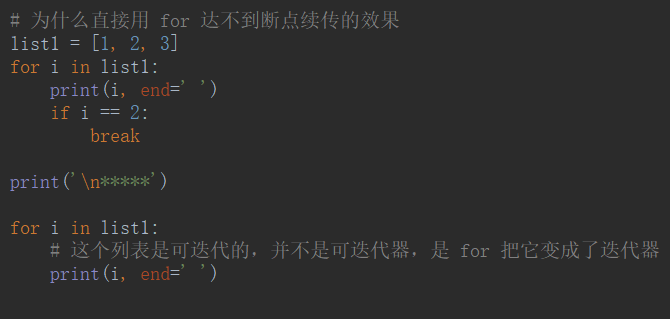 # 为什么直接用 for 达不到断点续传的效果
list1 = [1, 2, 3]
for i in list1:
    print(i, end=' ')
    if i == 2:
        break
print('\n*****')
for i in list1:
    # 这个列表是可迭代的，并不是可迭代器，是 for 把它变成了迭代器
    print(i, end=' ')